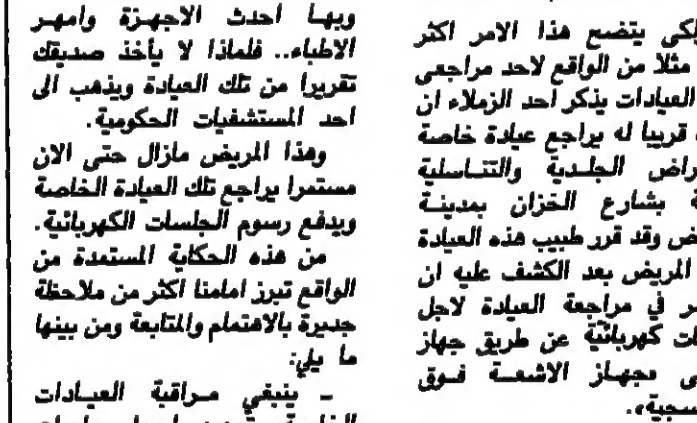 لكي يتضح هذا الامر اكثر
مثلا من الواقع لاحد مراجعي
العيادات يذكر احد الزملاء ان
قريبا له يراجع عيادة خاصة
الجلدية والتناسلية
بشارع الخزان بمدينة
وقد قرر طبيب هذه العيادة
المريض بعد الكشف عليه ان
في مراجعة العيادة لاجل
كهربائية عن طريق جهاز
الاشعة فوق
وبها احدث الاجهزة وامهر
الاطباء.. فلماذا لا يأخذ صديقك
تقريرا من تلك العيادة ويذهب الى
احد المستشفيات الحكومية.
وهذا المريض مازال حتى الان
مستمرا يراجع تلك العيادة الخاصة
ويدفع رسوم الجلسات الكهربائية.
من هذه الحكاية المستمدة من
الواقع تبرز امامنا اكثر من ملاحظة
جديرة بالاهتمام والمتابعة ومن بينها
ما يلي:
ـ ينبغي مراقبة العيادات